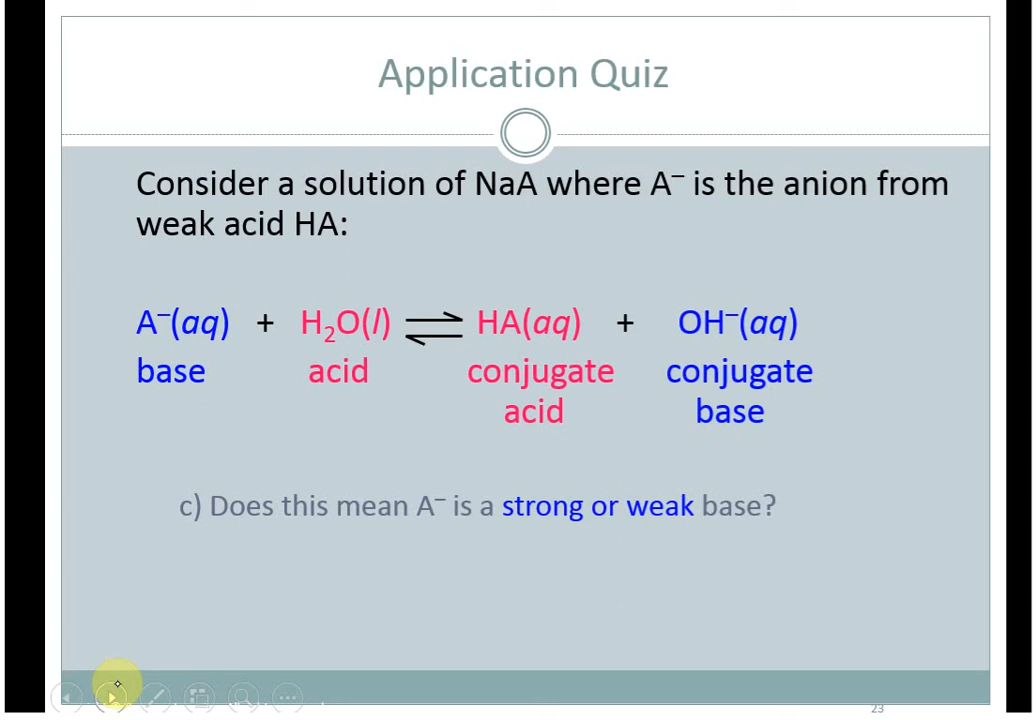 Application Quiz
Consider a solution of NaA where A⁻ is the anion from
weak acid HA:
A⁻(aq) + H₂O(l) ⇌ HA(aq) + OH⁻(aq)
base acid conjugate conjugate
acid base
c) Does this mean A⁻ is a strong or weak base?
23